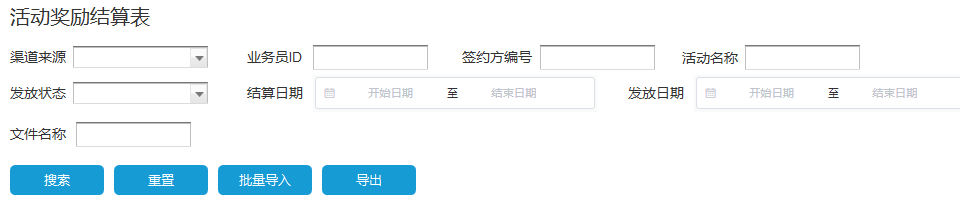 活动奖励结算表
渠道来源 业务员ID 签约方编号 活动名称
发放状态 结算日期 开始日期 至 结束日期 发放日期 开始日期 至 结束日期
文件名称
搜索 重置 批量导入 导出